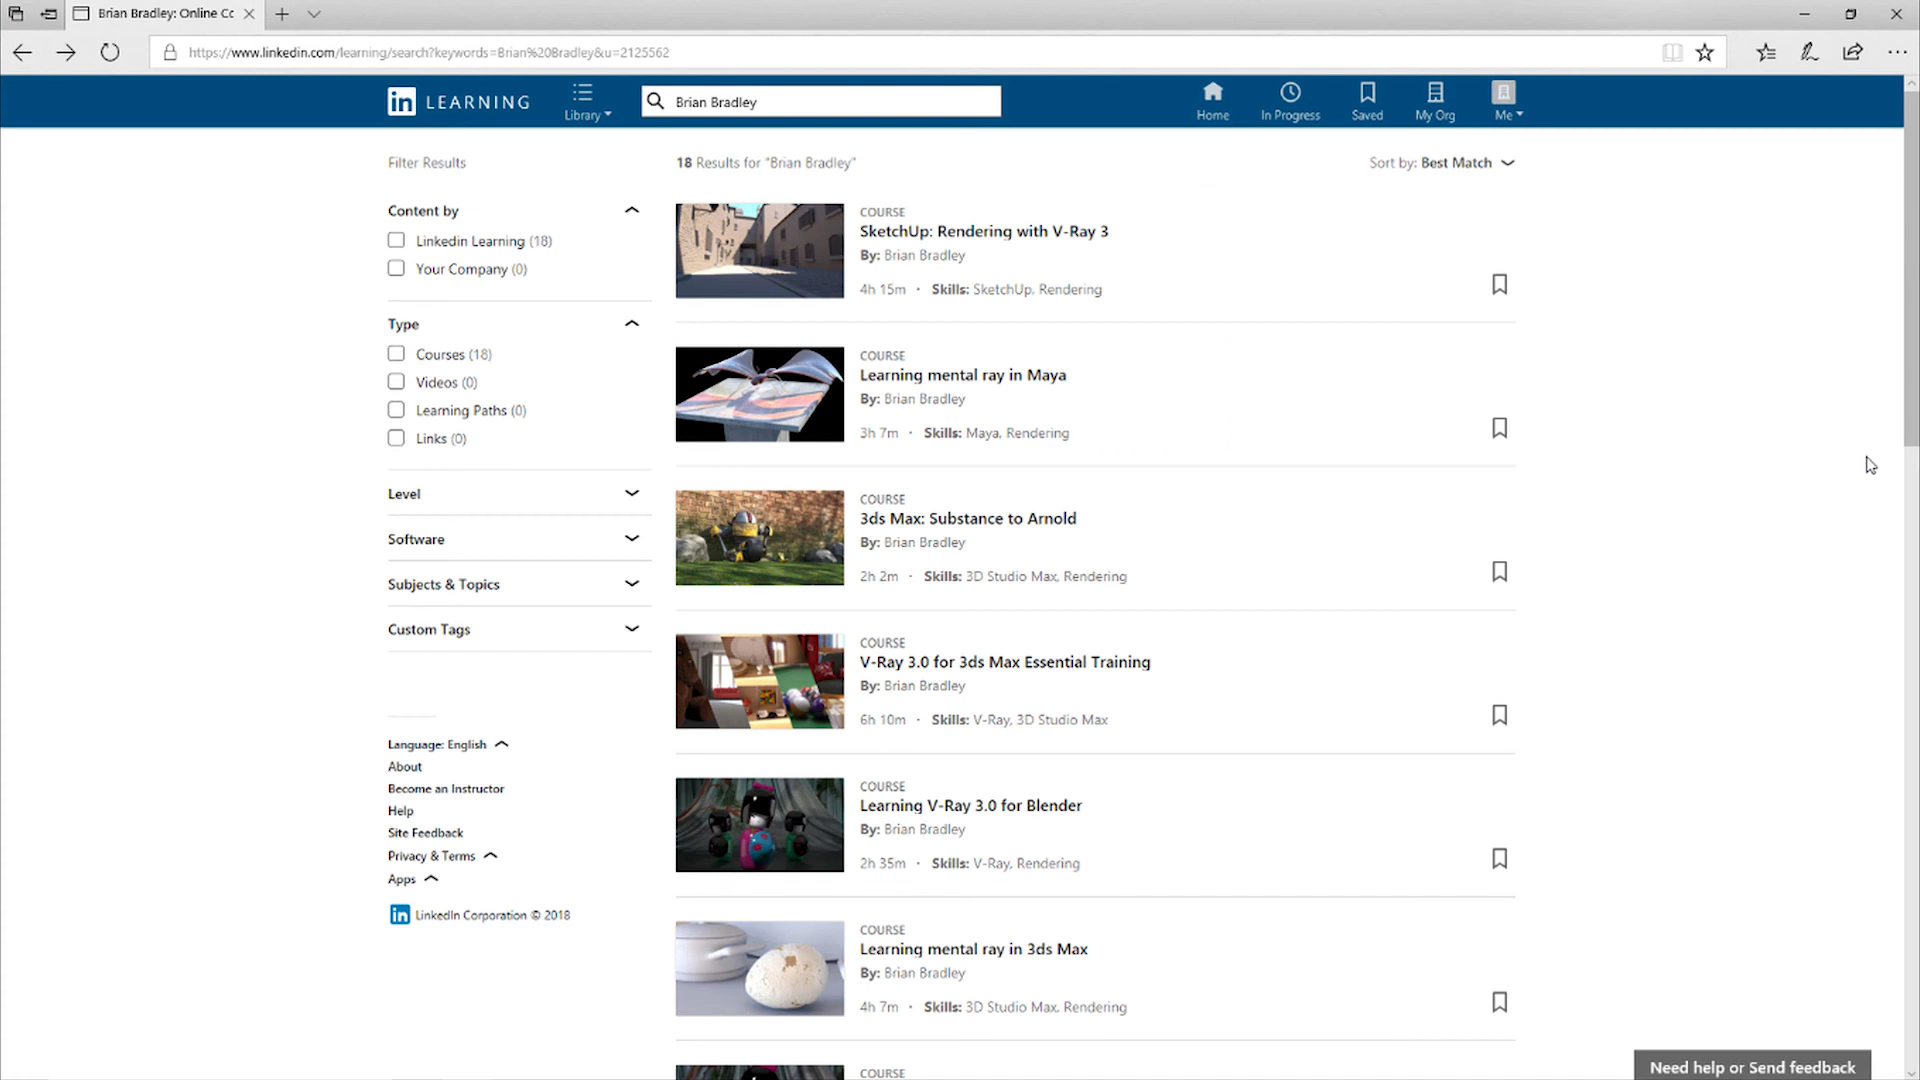 Brian Bradley: Online Cc
https://www.linkedin.com/learning/search?keywords=Brian%20Bradley&u=2125562
in LEARNING
Library
Brian Bradley
Home
In Progress
Saved
My Org
Me
Filter Results
18 Results for "Brian Bradley"
Sort by: Best Match
Content by
Linkedin Learning (18)
Your Company (0)
Type
Courses (18)
Videos (0)
Learning Paths (0)
Links (0)
Level
Software
Subjects & Topics
Custom Tags
Language: English
About
Become an Instructor
Help
Site Feedback
Privacy & Terms
Apps
in LinkedIn Corporation © 2018
COURSE
SketchUp: Rendering with V-Ray 3
By: Brian Bradley
4h 15m · Skills: SketchUp, Rendering
COURSE
Learning mental ray in Maya
By: Brian Bradley
3h 7m · Skills: Maya, Rendering
COURSE
3ds Max: Substance to Arnold
By: Brian Bradley
2h 2m · Skills: 3D Studio Max, Rendering
COURSE
V-Ray 3.0 for 3ds Max Essential Training
By: Brian Bradley
6h 10m · Skills: V-Ray, 3D Studio Max
COURSE
Learning V-Ray 3.0 for Blender
By: Brian Bradley
2h 35m · Skills: V-Ray, Rendering
COURSE
Learning mental ray in 3ds Max
By: Brian Bradley
4h 7m · Skills: 3D Studio Max, Rendering
COURSE
Need help or Send feedback